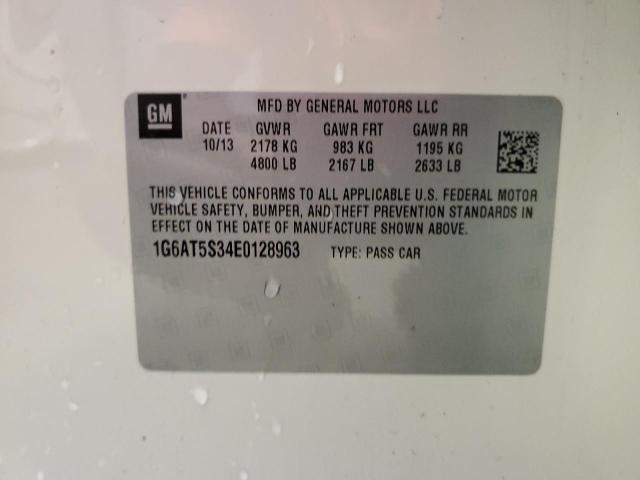 GM ®
MFD BY GENERAL MOTORS LLC
DATE GVWR GAWR FRT GAWR RR
10/13 2178 KG 983 KG 1195 KG
4800 LB 2167 LB 2633 LB
THIS VEHICLE CONFORMS TO ALL APPLICABLE U.S. FEDERAL MOTOR
VEHICLE SAFETY, BUMPER, AND THEFT PREVENTION STANDARDS IN
EFFECT ON THE DATE OF MANUFACTURE SHOWN ABOVE.
1G6AT5S34E0128963 TYPE: PASS CAR